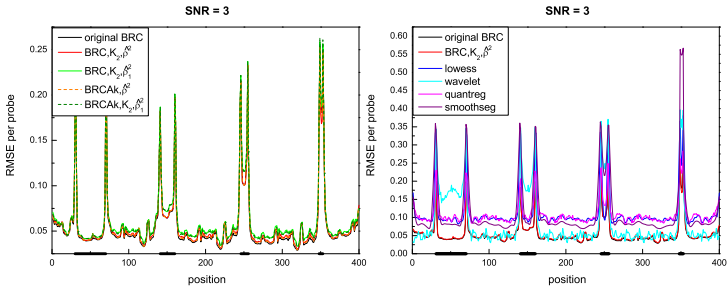 SNR = 3
original BRC
BRC,K₂,ρ̂²
BRC,K₂,ρ̂₁²
BRCAk,ρ̂²
BRCAk,K₂,ρ̂₁²
RMSE per probe
0.25
0.20
0.15
0.10
0.05
0
100
200
300
400
position
SNR = 3
original BRC
BRC,K₂,ρ̂²
lowess
wavelet
quantreg
smoothseg
RMSE per probe
0.60
0.55
0.50
0.45
0.40
0.35
0.30
0.25
0.20
0.15
0.10
0.05
0.00
0
100
200
300
400
position